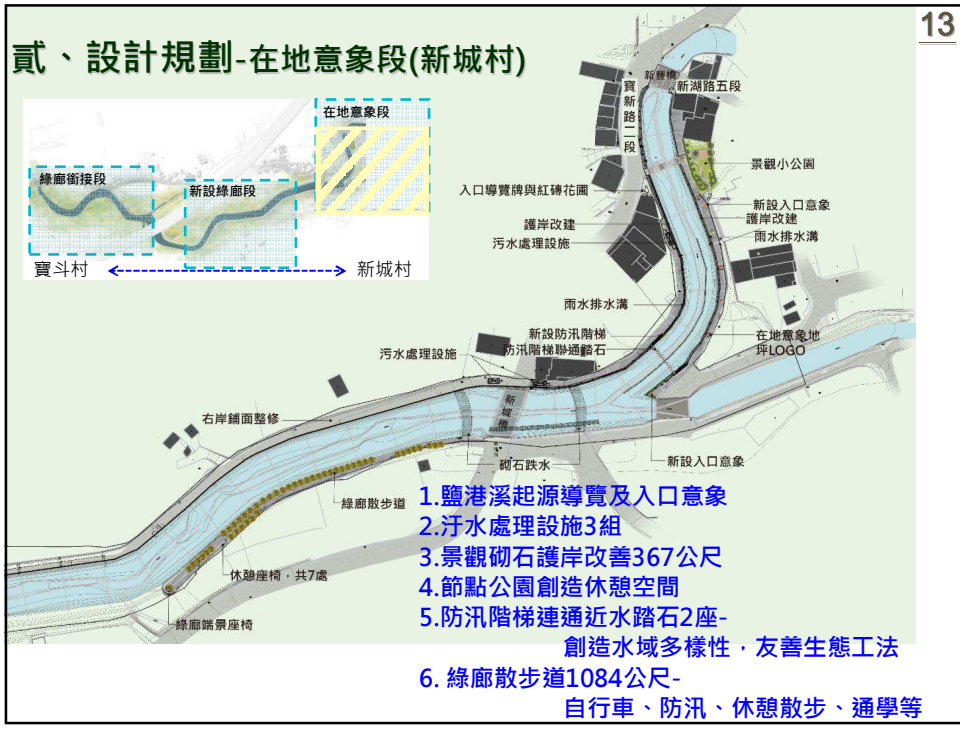 13
貳、設計規劃-在地意象段(新城村)
在地意象段
綠廊銜接段
新設綠廊段
寶斗村
新城村
新豐橋
新湖路五段
寶新路二段
景觀小公園
入口導覽牌與紅磚花圃
新設入口意象
護岸改建
護岸改建
雨水排水溝
污水處理設施
雨水排水溝
新設防汛階梯
防汛階梯聯通踏石
在地意象地
坪LOGO
污水處理設施
新城橋
右岸鋪面整修
砌石跌水
新設入口意象
綠廊散步道
休憩座椅，共7處
綠廊端景座椅
1.鹽港溪起源導覽及入口意象
2.汙水處理設施3組
3.景觀砌石護岸改善367公尺
4.節點公園創造休憩空間
5.防汛階梯連通近水踏石2座-
創造水域多樣性，友善生態工法
6. 綠廊散步道1084公尺-
自行車、防汛、休憩散步、通學等